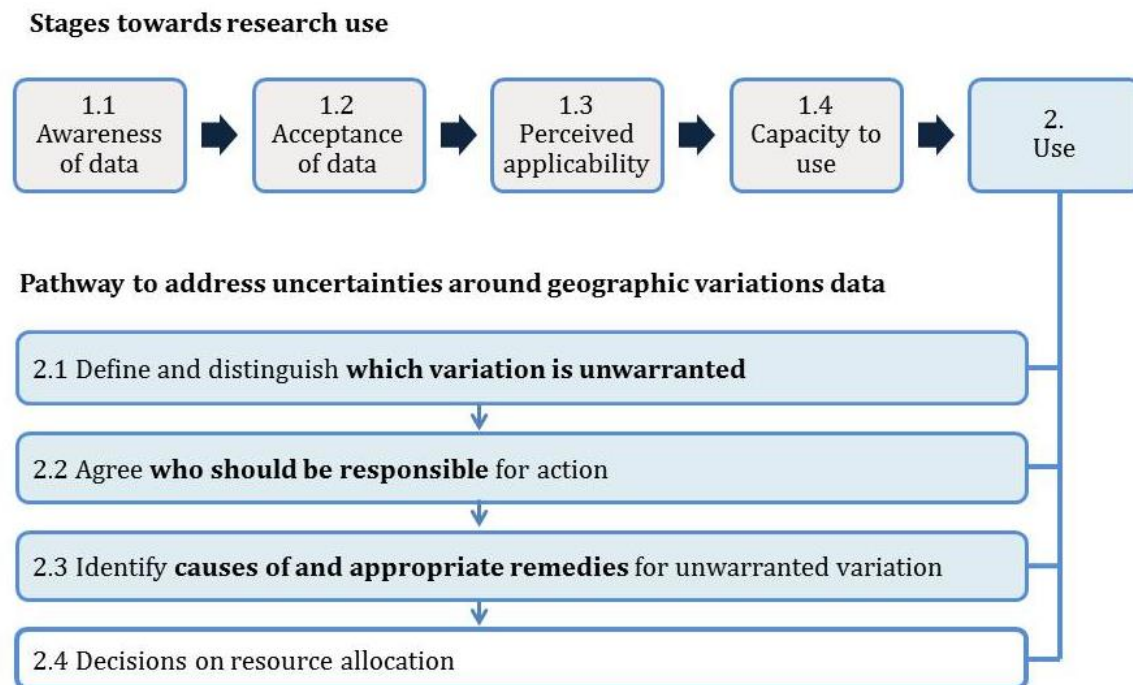 Stages towards research use
1.1
Awareness
of data
1.2
Acceptance
of data
1.3
Perceived
applicability
1.4
Capacity to
use
2.
Use
Pathway to address uncertainties around geographic variations data
2.1 Define and distinguish which variation is unwarranted
2.2 Agree who should be responsible for action
2.3 Identify causes of and appropriate remedies for unwarranted variation
2.4 Decisions on resource allocation